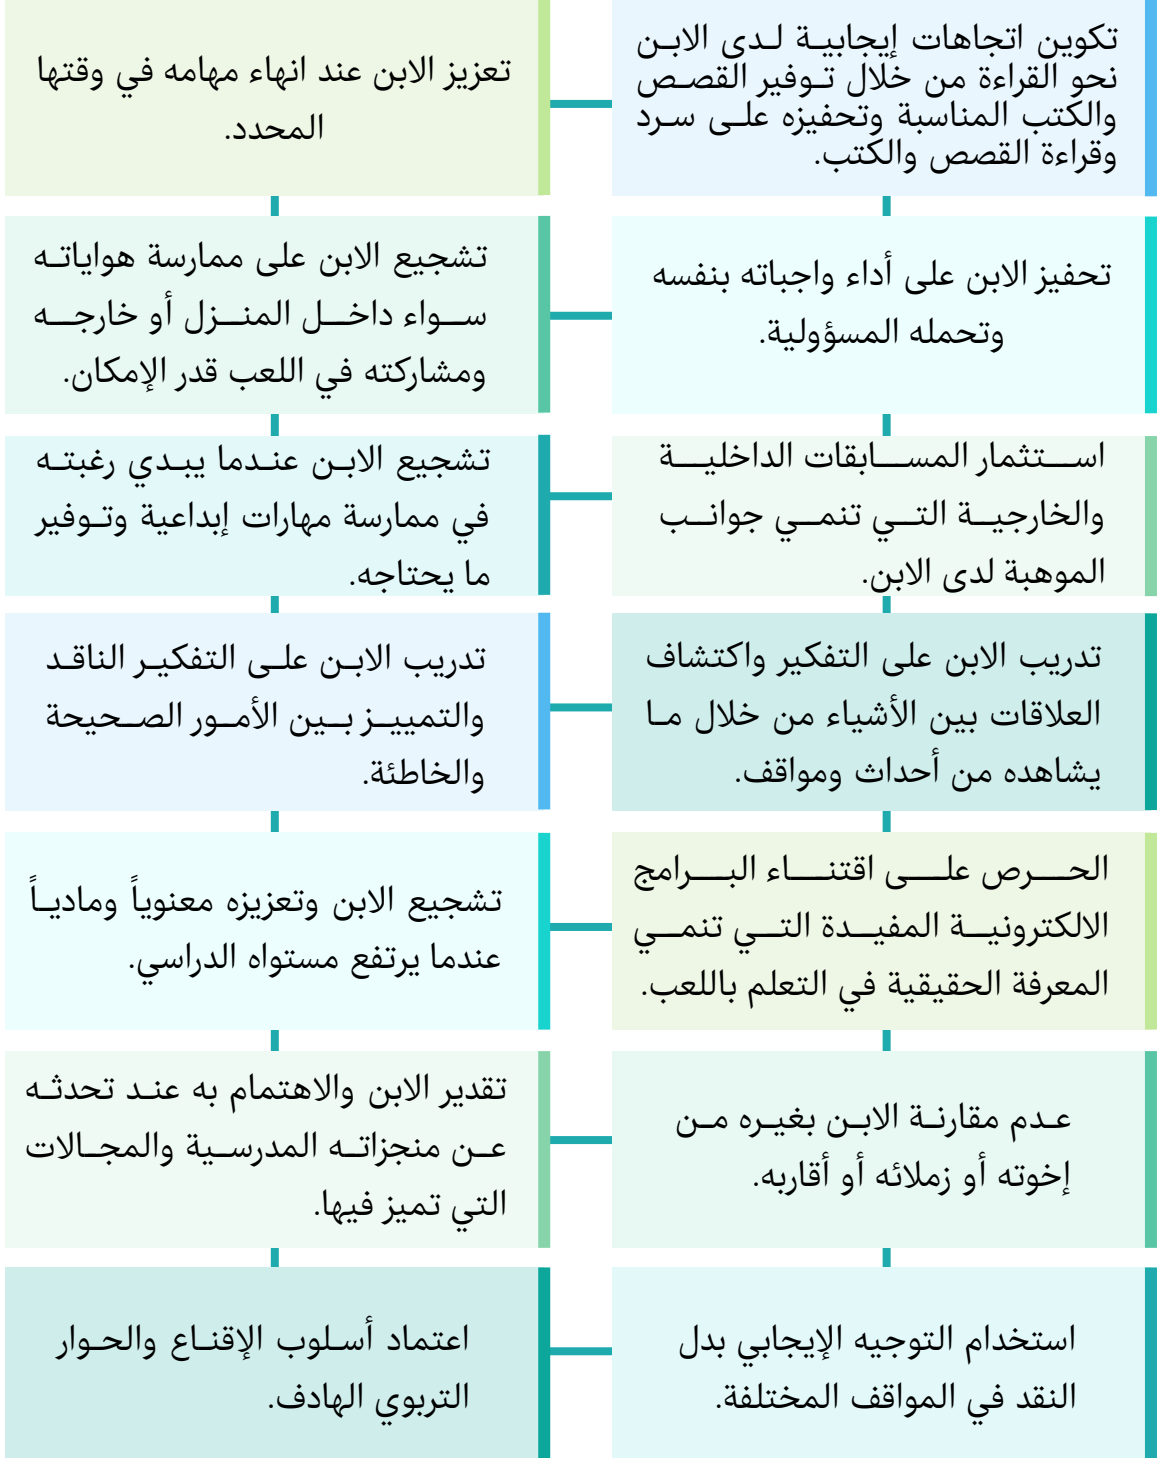 تكوين اتجاهات إيجابية لدى الابن
نحو القراءة من خلال توفير القصص
والكتب المناسبة وتحفيزه على سرد
وقراءة القصص والكتب.
تعزيز الابن عند انهاء مهامه في وقتها
المحدد.
تحفيز الابن على أداء واجباته بنفسه
وتحمله المسؤولية.
تشجيع الابن على ممارسة هواياته
سواء داخل المنزل أو خارجه
ومشاركته في اللعب قدر الإمكان.
استثمار المسابقات الداخلية
والخارجية التي تنمي جوانب
الموهبة لدى الابن.
تشجيع الابن عندما يبدي رغبته
في ممارسة مهارات إبداعية وتوفير
ما يحتاجه.
تدريب الابن على التفكير واكتشاف
العلاقات بين الأشياء من خلال ما
يشاهده من أحداث ومواقف.
تدريب الابن على التفكير الناقد
والتمييز بين الأمور الصحيحة
والخاطئة.
الحرص على اقتناء البرامج
الالكترونية المفيدة التي تنمي
المعرفة الحقيقية في التعلم باللعب.
تشجيع الابن وتعزيزه معنوياً ومادياً
عندما يرتفع مستواه الدراسي.
عدم مقارنة الابن بغيره من
إخوته أو زملائه أو أقاربه.
تقدير الابن والاهتمام به عند تحدثه
عن منجزاته المدرسية والمجالات
التي تميز فيها.
استخدام التوجيه الإيجابي بدل
النقد في المواقف المختلفة.
اعتماد أسلوب الإقناع والحوار
التربوي الهادف.